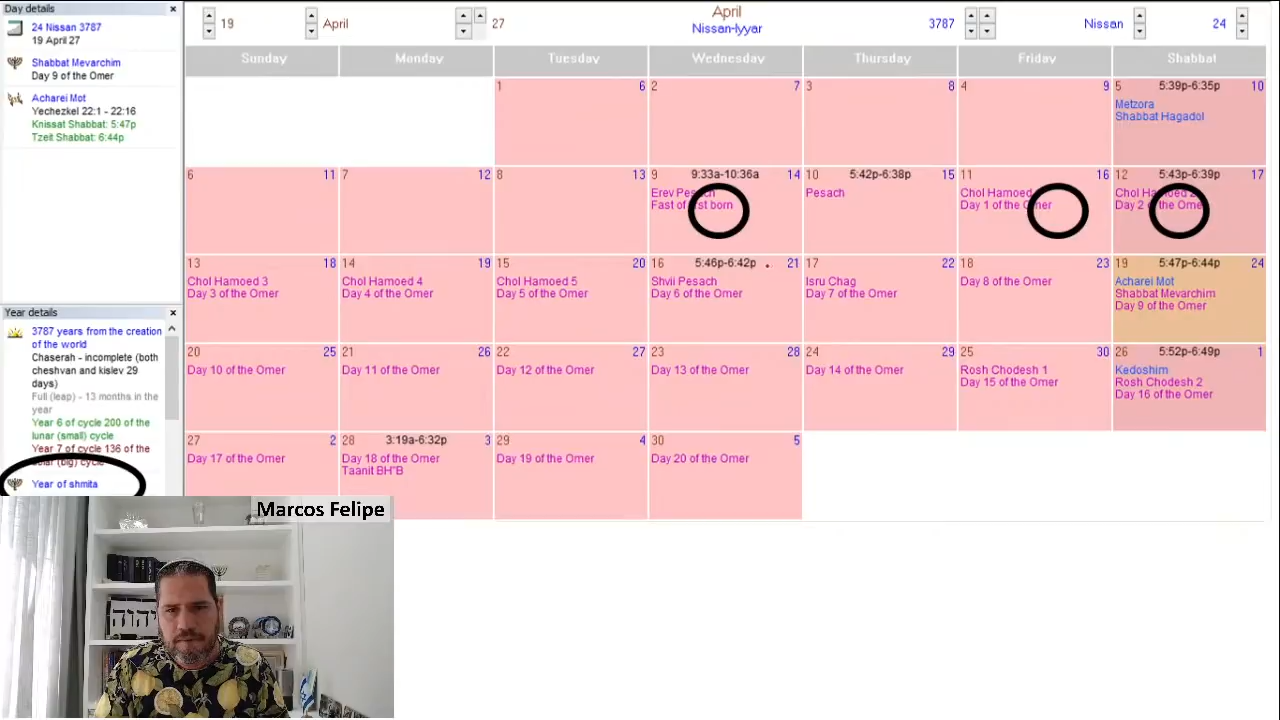 Day details
24 Nissan 3787
19 April 27
Shabbat Mevarchim
Day 9 of the Omer
Acharei Mot
Yechezkel 22:1 - 22:16
Knissat Shabbat: 5:47p
Tzeit Shabbat: 6:44p
Year details
3787 years from the creation
of the world
Chaserah - incomplete (both
cheshvan and kislev 29
days)
Full (leap) - 13 months in the
year
Year 6 of cycle 200 of the
lunar (small) cycle
Year 7 of cycle 136 of the
solar (big) cycle
Year of shmita
19 April 27
April
Nissan-Iyyar
3787 Nissan 24
Sunday Monday Tuesday Wednesday Thursday Friday Shabbat
1 6 2 7 3 8 4 9 5 5:39p-6:35p 10
Metzora
Shabbat Hagadol
6 11 7 12 8 13 9 9:33a-10:36a 14 10 5:42p-6:38p 15 11 16 12 5:43p-6:39p 17
Erev Pesach Pesach Chol Hamoed Chol Hamoed 2
Fast of first born Day 1 of the Omer Day 2 of the Omer
13 18 14 19 15 20 16 5:46p-6:42p 21 17 22 18 23 19 5:47p-6:44p 24
Chol Hamoed 3 Chol Hamoed 4 Chol Hamoed 5 Shvii Pesach Isru Chag Day 8 of the Omer Acharei Mot
Day 3 of the Omer Day 4 of the Omer Day 5 of the Omer Day 6 of the Omer Day 7 of the Omer Shabbat Mevarchim
Day 9 of the Omer
20 25 21 26 22 27 23 28 24 29 25 30 26 5:52p-6:49p 1
Day 10 of the Omer Day 11 of the Omer Day 12 of the Omer Day 13 of the Omer Day 14 of the Omer Rosh Chodesh 1 Kedoshim
Day 15 of the Omer Rosh Chodesh 2
Day 16 of the Omer
27 2 28 3:19a-6:32p 3 29 4 30 5
Day 17 of the Omer Day 18 of the Omer Day 19 of the Omer Day 20 of the Omer
Taanit BH"B
Marcos Felipe
יהוה